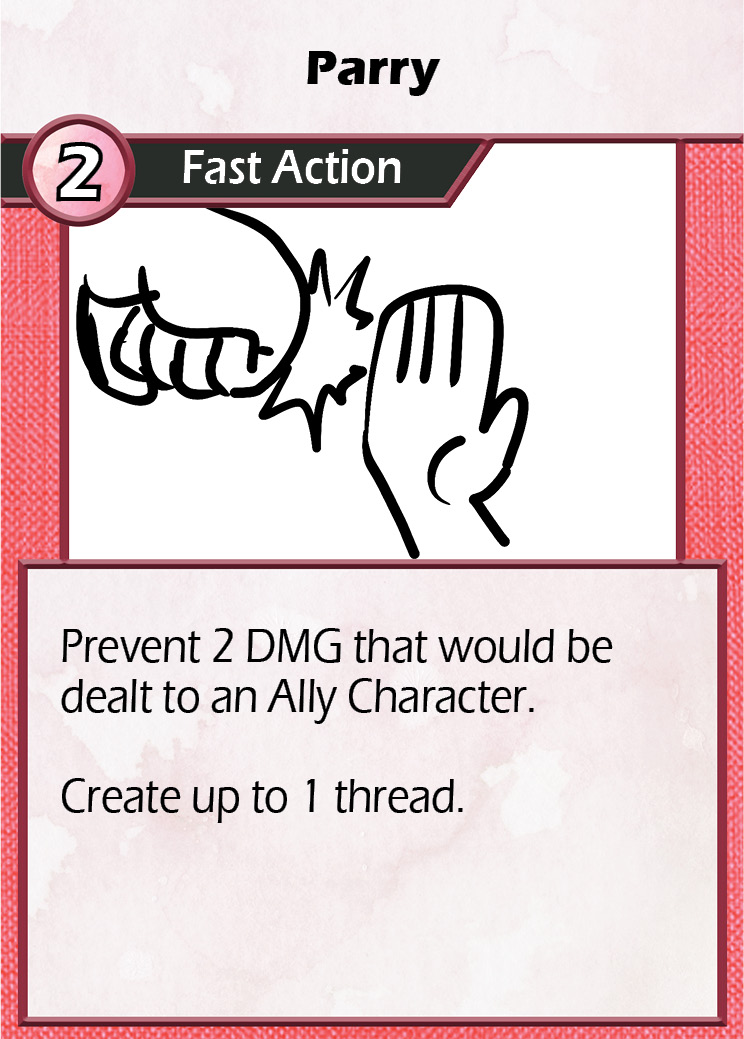 Parry
2 Fast Action
Prevent 2 DMG that would be
dealt to an Ally Character.
Create up to 1 thread.